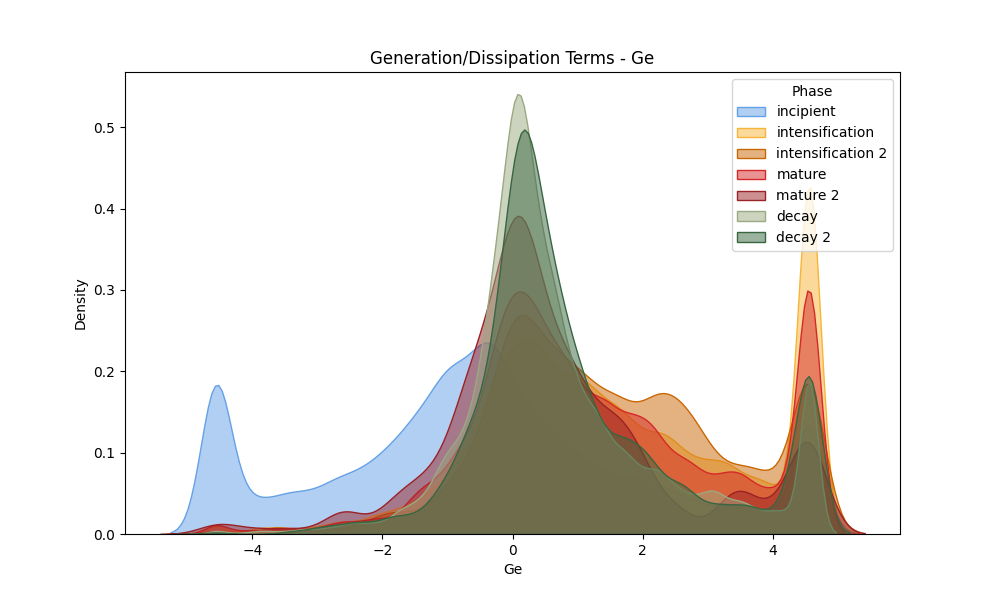 Generation/Dissipation Terms - Ge
Phase
incipient
intensification
intensification 2
mature
mature 2
decay
decay 2
Density
0.5
0.4
0.3
0.2
0.1
0.0
−4
−2
0
2
4
Ge